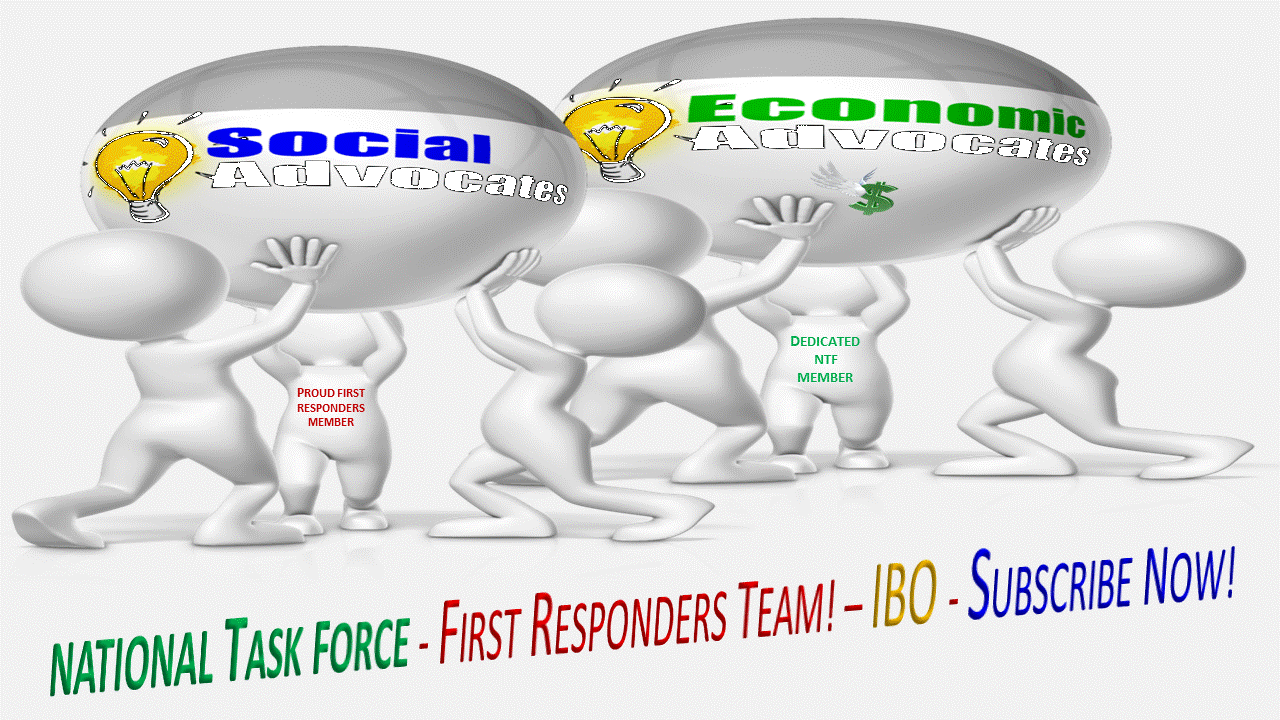 Social
Advocates
Economic
Advocates
$
PROUD FIRST
RESPONDERS
MEMBER
DEDICATED
NTF
MEMBER
NATIONAL TASK FORCE - FIRST RESPONDERS TEAM! – IBO - SUBSCRIBE NOW!